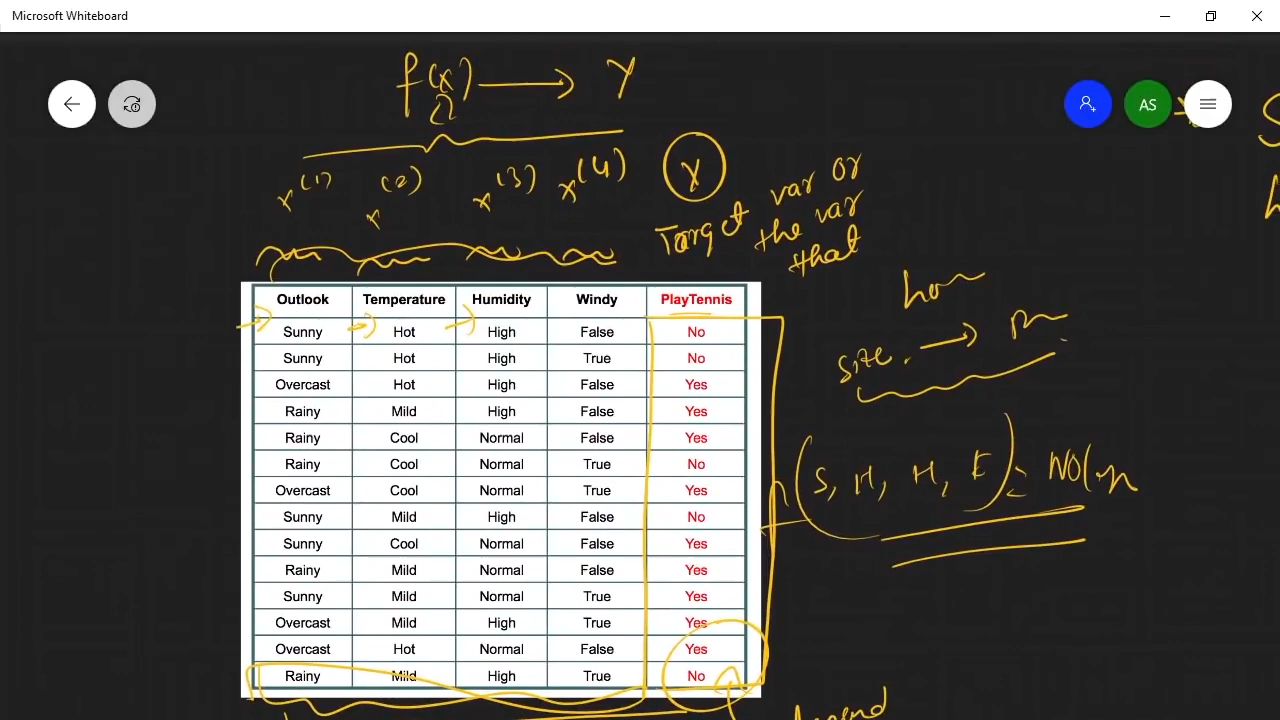 Microsoft Whiteboard
f(x) → Y
AS
x(1) x(2) x(3) x(4) Y
Target var or
the var
that
Outlook Temperature Humidity Windy PlayTennis
Sunny Hot High False No
Sunny Hot High True No
Overcast Hot High False Yes
Rainy Mild High False Yes
Rainy Cool Normal False Yes
Rainy Cool Normal True No
Overcast Cool Normal True Yes
Sunny Mild High False No
Sunny Cool Normal False Yes
Rainy Mild Normal False Yes
Sunny Mild Normal True Yes
Overcast Mild High True Yes
Overcast Hot Normal False Yes
Rainy Mild High True No
size →
(S, H, H, F) = NO